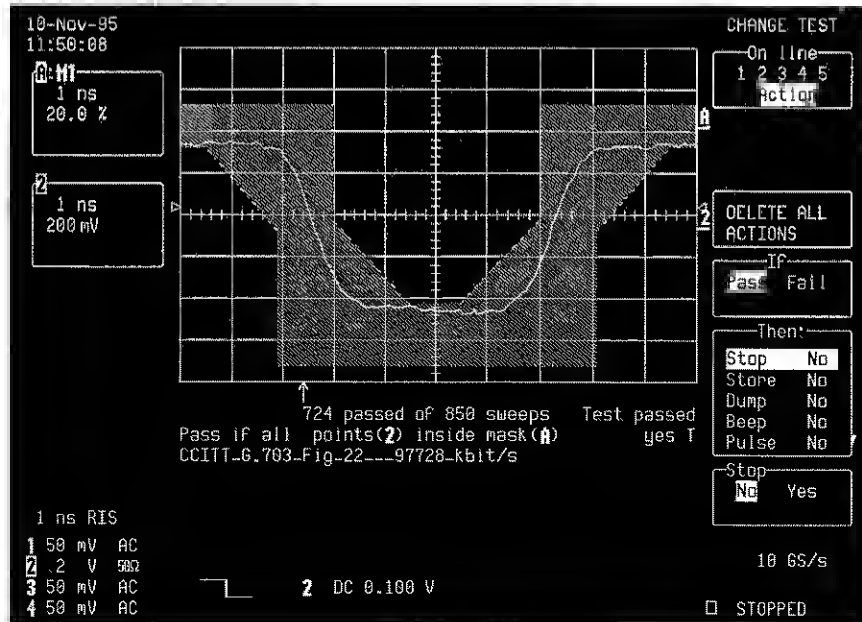 10-Nov-95
11:50:08
A:M1
1 ns
20.0 %
2
1 ns
200 mV
A
2
724 passed of 850 sweeps Test passed
Pass if all points(2) inside mask(A) yes T
CCITT_G.703_Fig_22___97728_kbit/s
1 ns RIS
1 50 mV AC
2 .2 V 50Ω
3 50 mV AC
4 50 mV AC
2 DC 0.100 V
CHANGE TEST
On line
1 2 3 4 5
Action
DELETE ALL
ACTIONS
If
Pass Fail
Then:
Stop No
Store No
Dump No
Beep No
Pulse No
Stop
No Yes
10 GS/s
STOPPED